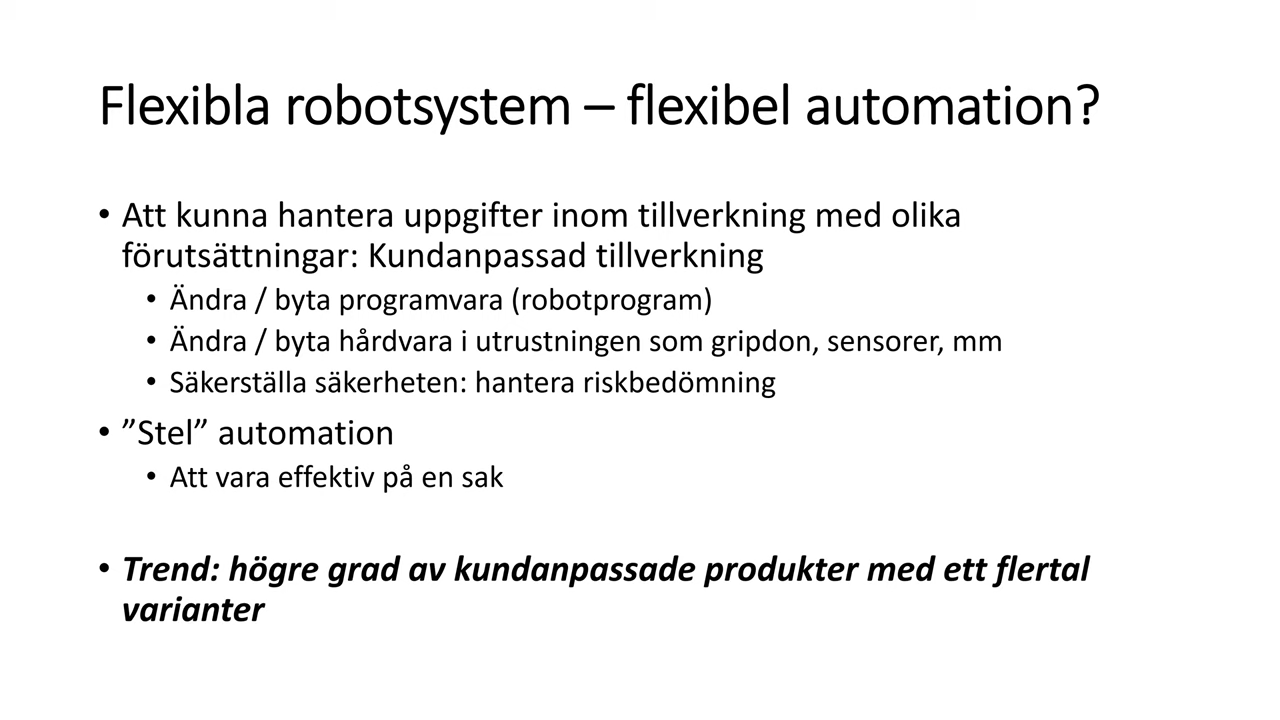 Flexibla robotsystem – flexibel automation?
• Att kunna hantera uppgifter inom tillverkning med olika
förutsättningar: Kundanpassad tillverkning
• Ändra / byta programvara (robotprogram)
• Ändra / byta hårdvara i utrustningen som gripdon, sensorer, mm
• Säkerställa säkerheten: hantera riskbedömning
• ”Stel” automation
• Att vara effektiv på en sak
• Trend: högre grad av kundanpassade produkter med ett flertal
varianter